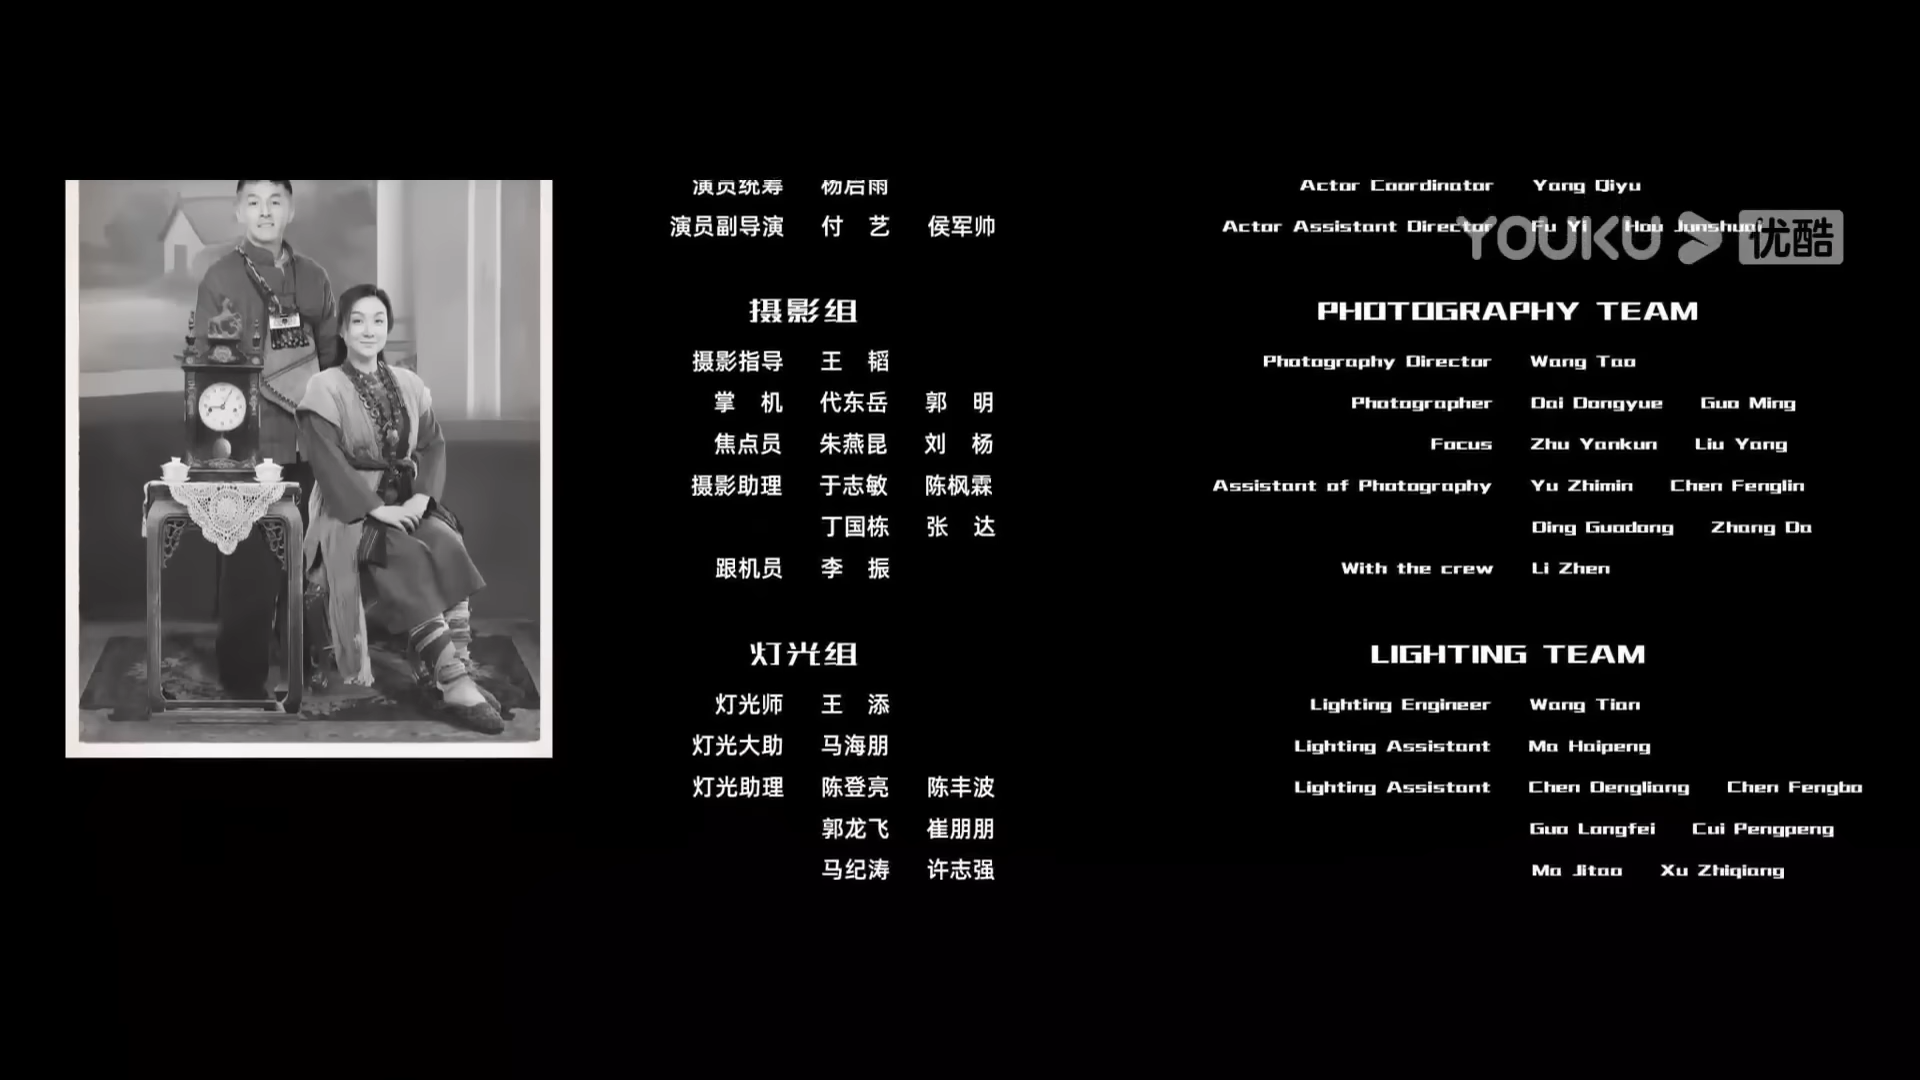 演员统筹 杨启雨 Actor Coordinator Yang Qiyu
演员副导演 付 艺 侯军帅 Actor Assistant Director Fu Yi Hou Junshuai
YOUKU 优酷
摄影组 PHOTOGRAPHY TEAM
摄影指导 王 韬 Photography Director Wang Tao
掌 机 代东岳 郭 明 Photographer Dai Dongyue Guo Ming
焦点员 朱燕昆 刘 杨 Focus Zhu Yankun Liu Yang
摄影助理 于志敏 陈枫霖 Assistant of Photography Yu Zhimin Chen Fenglin
丁国栋 张 达 Ding Guodong Zhang Da
跟机员 李 振 With the crew Li Zhen
灯光组 LIGHTING TEAM
灯光师 王 添 Lighting Engineer Wang Tian
灯光大助 马海朋 Lighting Assistant Ma Haipeng
灯光助理 陈登亮 陈丰波 Lighting Assistant Chen Dengliang Chen Fengbo
郭龙飞 崔朋朋 Guo Longfei Cui Pengpeng
马纪涛 许志强 Ma Jitao Xu Zhiqiang